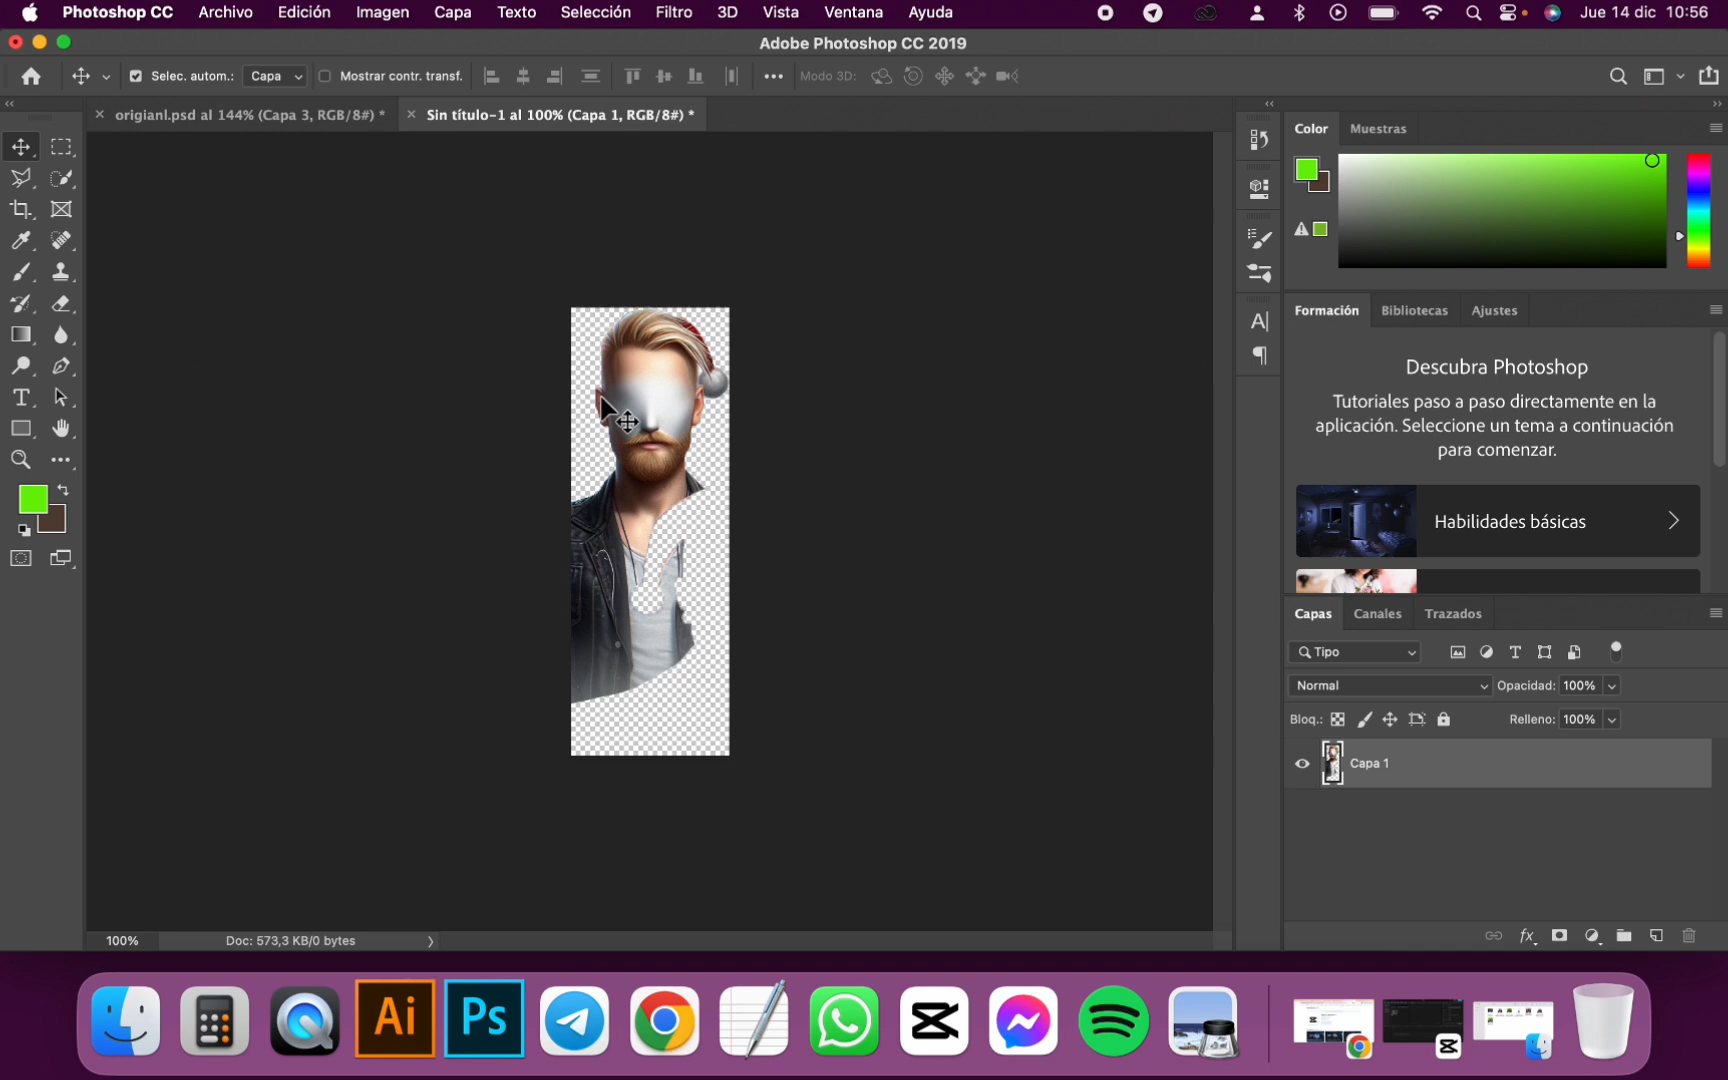 Photoshop CC Archivo Edición Imagen Capa Texto Selección Filtro 3D Vista Ventana Ayuda Jue 14 dic 10:56
Adobe Photoshop CC 2019
Selec. autom.: Capa Mostrar contr. transf. Modo 3D:
origianl.psd al 144% (Capa 3, RGB/8#) * Sin título-1 al 100% (Capa 1, RGB/8#) *
Color Muestras
Formación Bibliotecas Ajustes
Descubra Photoshop
Tutoriales paso a paso directamente en la
aplicación. Seleccione un tema a continuación
para comenzar.
Habilidades básicas
Capas Canales Trazados
Tipo
Normal Opacidad: 100%
Bloq.: Relleno: 100%
Capa 1
100% Doc: 573,3 KB/0 bytes
Ai Ps